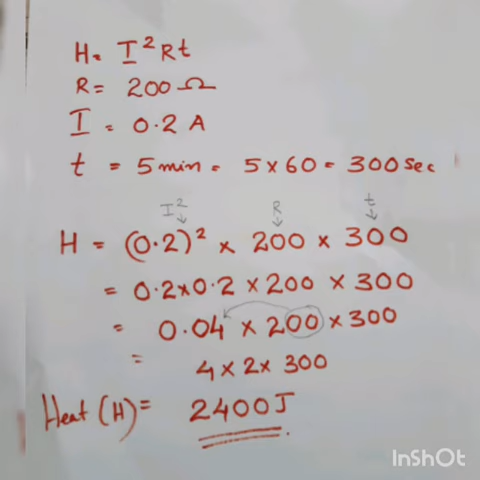 H = I²Rt
R = 200 Ω
I = 0.2 A
t = 5 min = 5 x 60 = 300 Sec
I² R t
H = (0.2)² x 200 x 300
= 0.2 x 0.2 x 200 x 300
= 0.04 x 200 x 300
= 4 x 2 x 300
Heat (H) = 2400J
InShOt